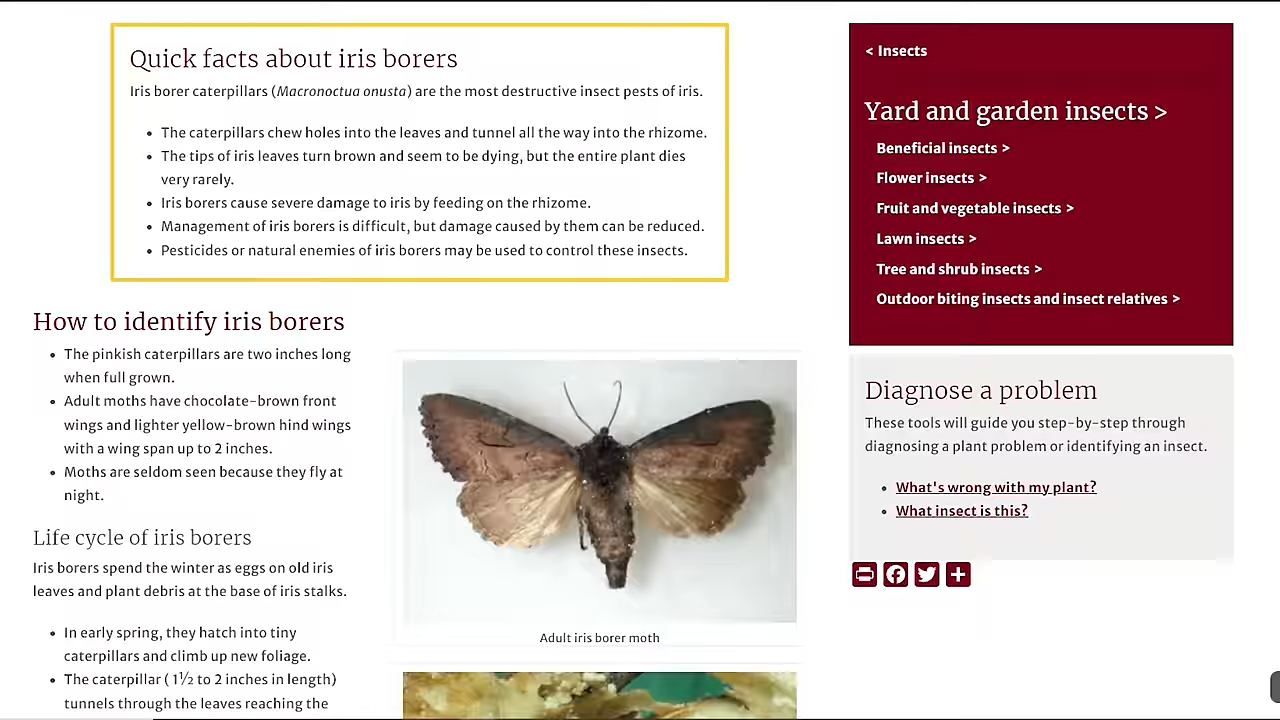 Quick facts about iris borers
Iris borer caterpillars (Macronoctua onusta) are the most destructive insect pests of iris.
• The caterpillars chew holes into the leaves and tunnel all the way into the rhizome.
• The tips of iris leaves turn brown and seem to be dying, but the entire plant dies
very rarely.
• Iris borers cause severe damage to iris by feeding on the rhizome.
• Management of iris borers is difficult, but damage caused by them can be reduced.
• Pesticides or natural enemies of iris borers may be used to control these insects.
How to identify iris borers
• The pinkish caterpillars are two inches long
when full grown.
• Adult moths have chocolate-brown front
wings and lighter yellow-brown hind wings
with a wing span up to 2 inches.
• Moths are seldom seen because they fly at
night.
Life cycle of iris borers
Iris borers spend the winter as eggs on old iris
leaves and plant debris at the base of iris stalks.
• In early spring, they hatch into tiny
caterpillars and climb up new foliage.
• The caterpillar ( 1½ to 2 inches in length)
tunnels through the leaves reaching the
Adult iris borer moth
< Insects
Yard and garden insects >
Beneficial insects >
Flower insects >
Fruit and vegetable insects >
Lawn insects >
Tree and shrub insects >
Outdoor biting insects and insect relatives >
Diagnose a problem
These tools will guide you step-by-step through
diagnosing a plant problem or identifying an insect.
• What's wrong with my plant?
• What insect is this?